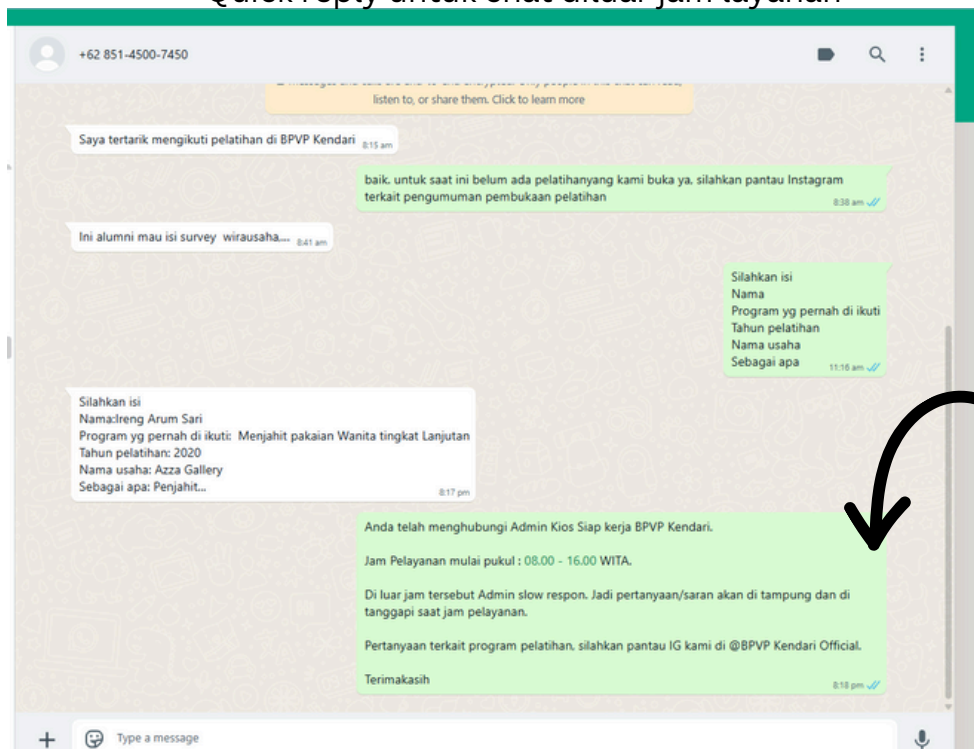 Quick reply untuk chat diluar jam layanan
+62 851-4500-7450
listen to, or share them. Click to learn more
Saya tertarik mengikuti pelatihan di BPVP Kendari 8:15 am
baik. untuk saat ini belum ada pelatihanyang kami buka ya, silahkan pantau Instagram
terkait pengumuman pembukaan pelatihan
8:38 am
Ini alumni mau isi survey wirausaha.... 8:41 am
Silahkan isi
Nama
Program yg pernah di ikuti
Tahun pelatihan
Nama usaha
Sebagai apa
11:16 am
Silahkan isi
Nama:Ireng Arum Sari
Program yg pernah di ikuti: Menjahit pakaian Wanita tingkat Lanjutan
Tahun pelatihan: 2020
Nama usaha: Azza Gallery
Sebagai apa: Penjahit...
8:17 pm
Anda telah menghubungi Admin Kios Siap kerja BPVP Kendari.
Jam Pelayanan mulai pukul : 08.00 - 16.00 WITA.
Di luar jam tersebut Admin slow respon. Jadi pertanyaan/saran akan di tampung dan di
tanggapi saat jam pelayanan.
Pertanyaan terkait program pelatihan, silahkan pantau IG kami di @BPVP Kendari Official.
Terimakasih
8:18 pm
Type a message